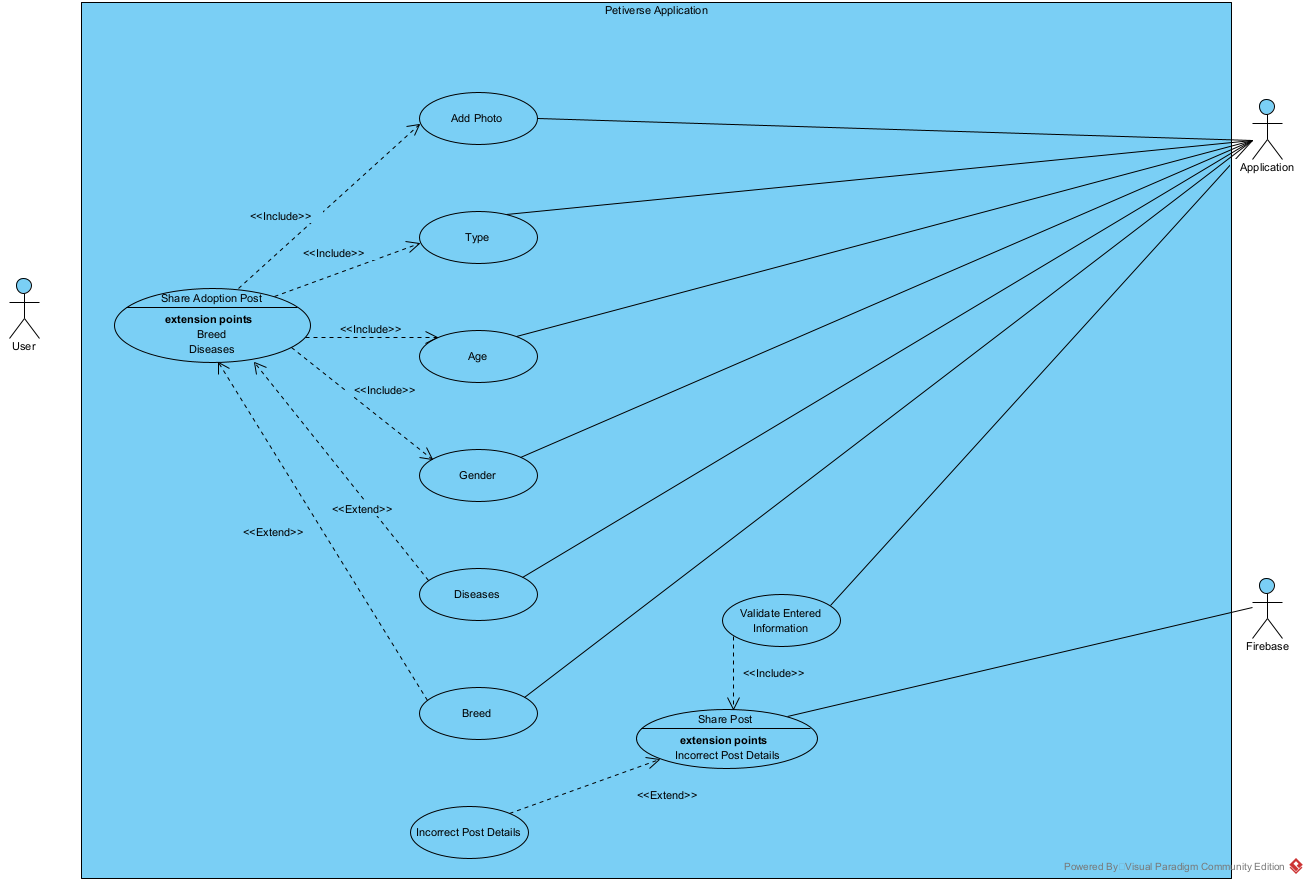 Petiverse Application
Add Photo
Application
<<Include>>
Type
<<Include>>
Share Adoption Post
extension points
Breed
Diseases
User
<<Include>>
Age
<<Include>>
Gender
<<Extend>>
<<Extend>>
Diseases
Validate Entered
Information
Firebase
<<Include>>
Breed
Share Post
extension points
Incorrect Post Details
<<Extend>>
Incorrect Post Details
Powered By: Visual Paradigm Community Edition